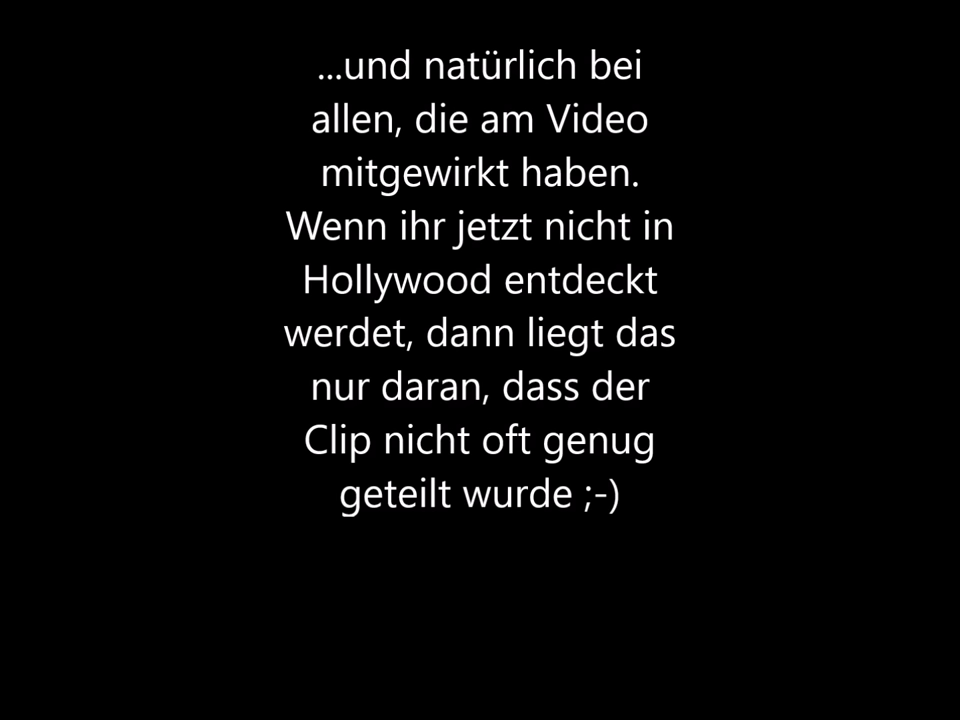 ...und natürlich bei
allen, die am Video
mitgewirkt haben.
Wenn ihr jetzt nicht in
Hollywood entdeckt
werdet, dann liegt das
nur daran, dass der
Clip nicht oft genug
geteilt wurde ;-)